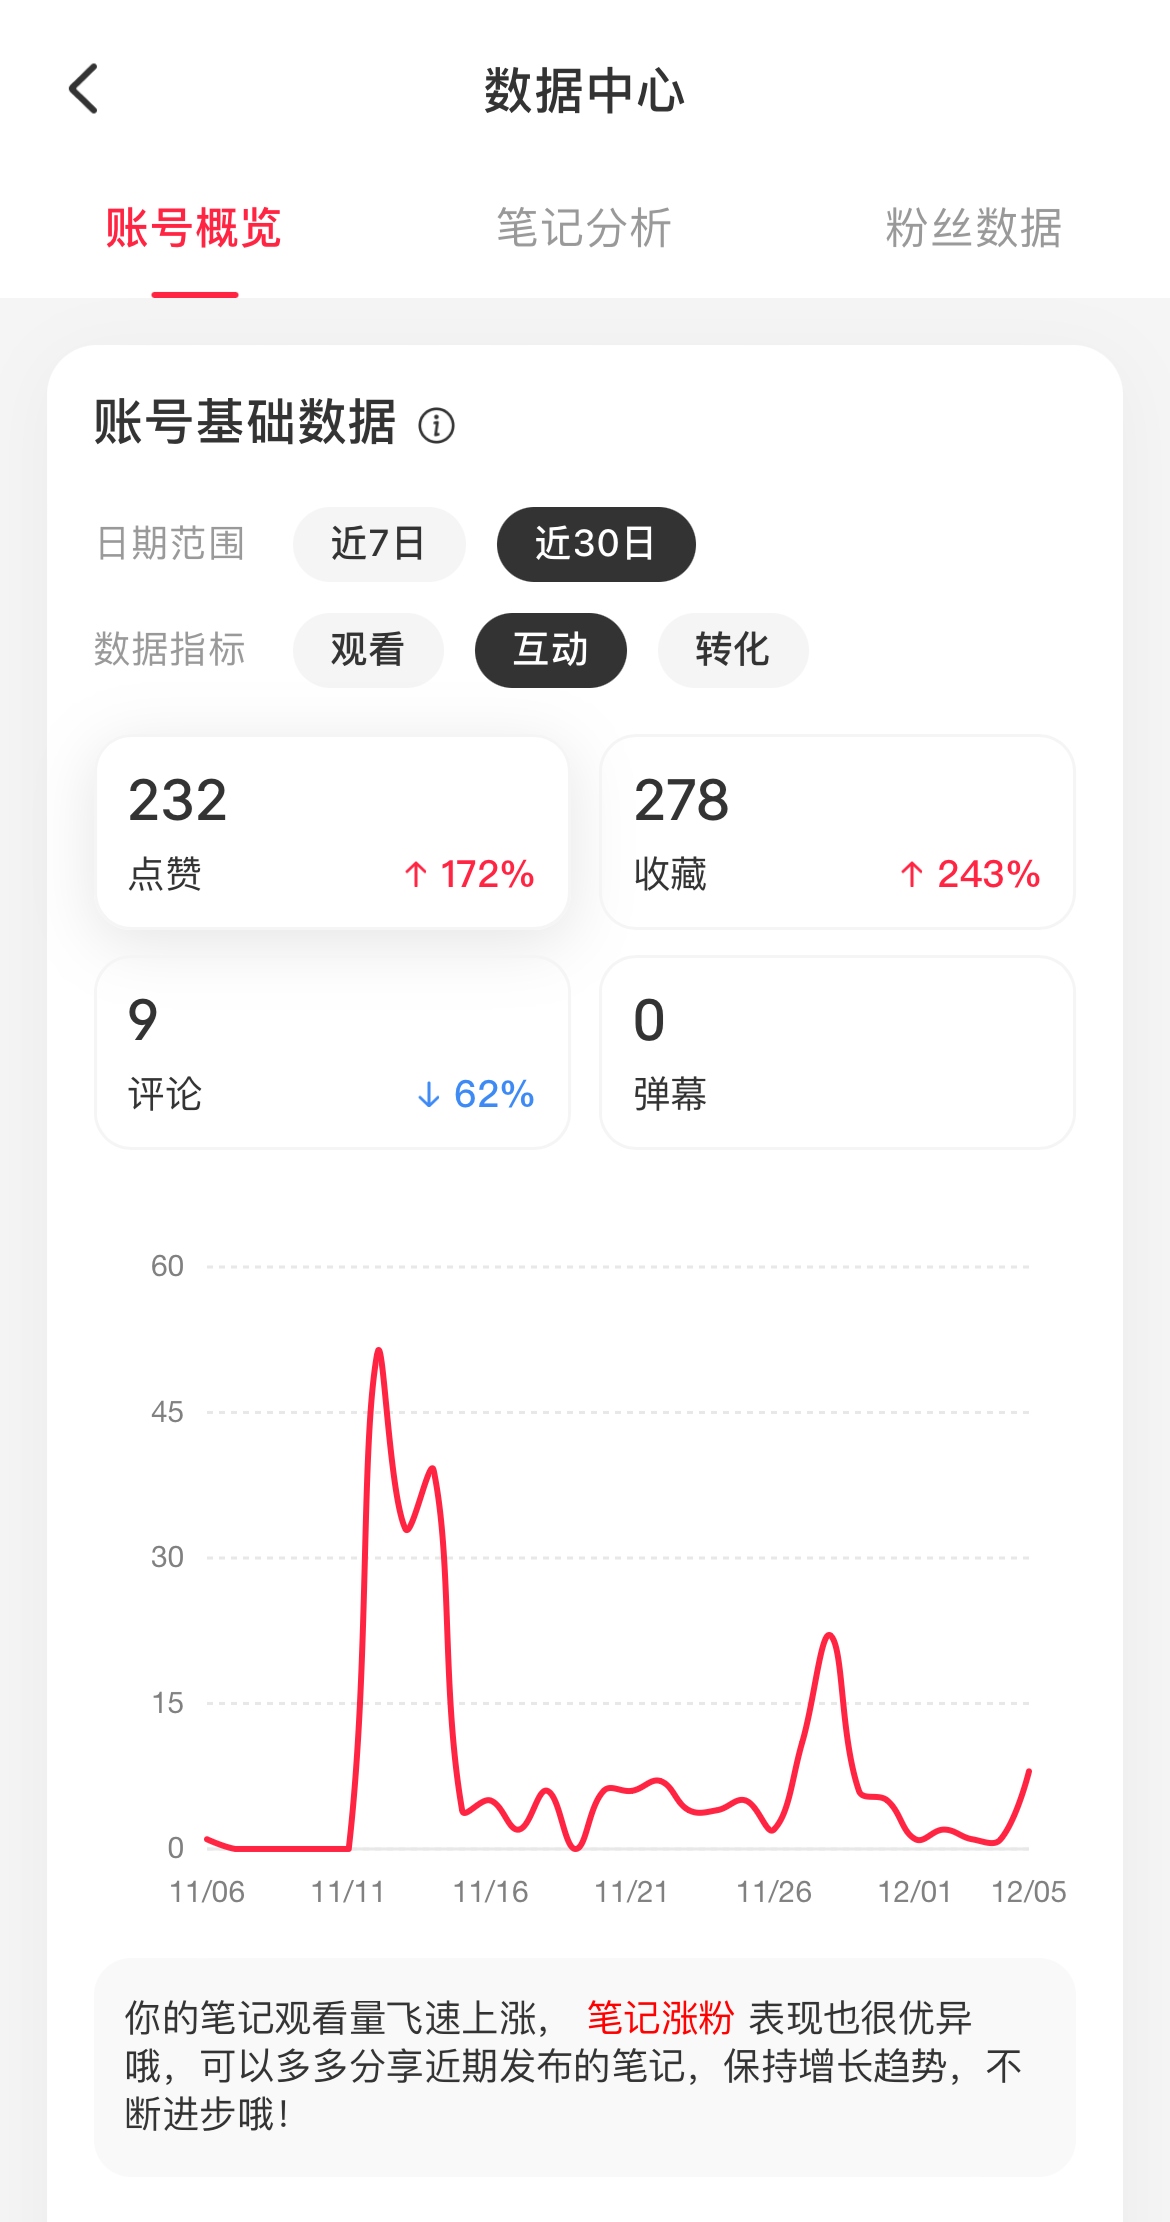 数据中心
账号概览 笔记分析 粉丝数据
账号基础数据
日期范围 近7日 近30日
数据指标 观看 互动 转化
232 278
点赞 ↑ 172% 收藏 ↑ 243%
9 0
评论 ↓ 62% 弹幕
60
45
30
15
0
11/06 11/11 11/16 11/21 11/26 12/01 12/05
你的笔记观看量飞速上涨， 笔记涨粉 表现也很优异
哦，可以多多分享近期发布的笔记，保持增长趋势，不
断进步哦！